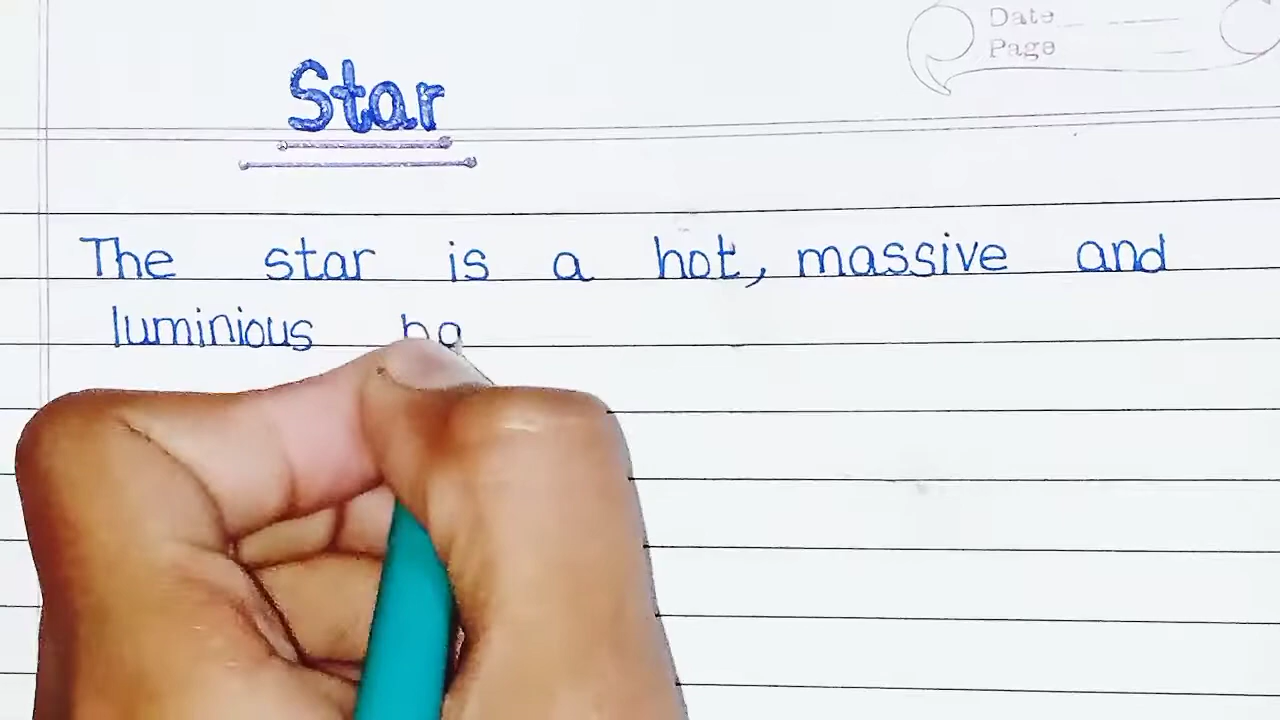 Date
Page
Star
The star is a hot, massive and
luminious